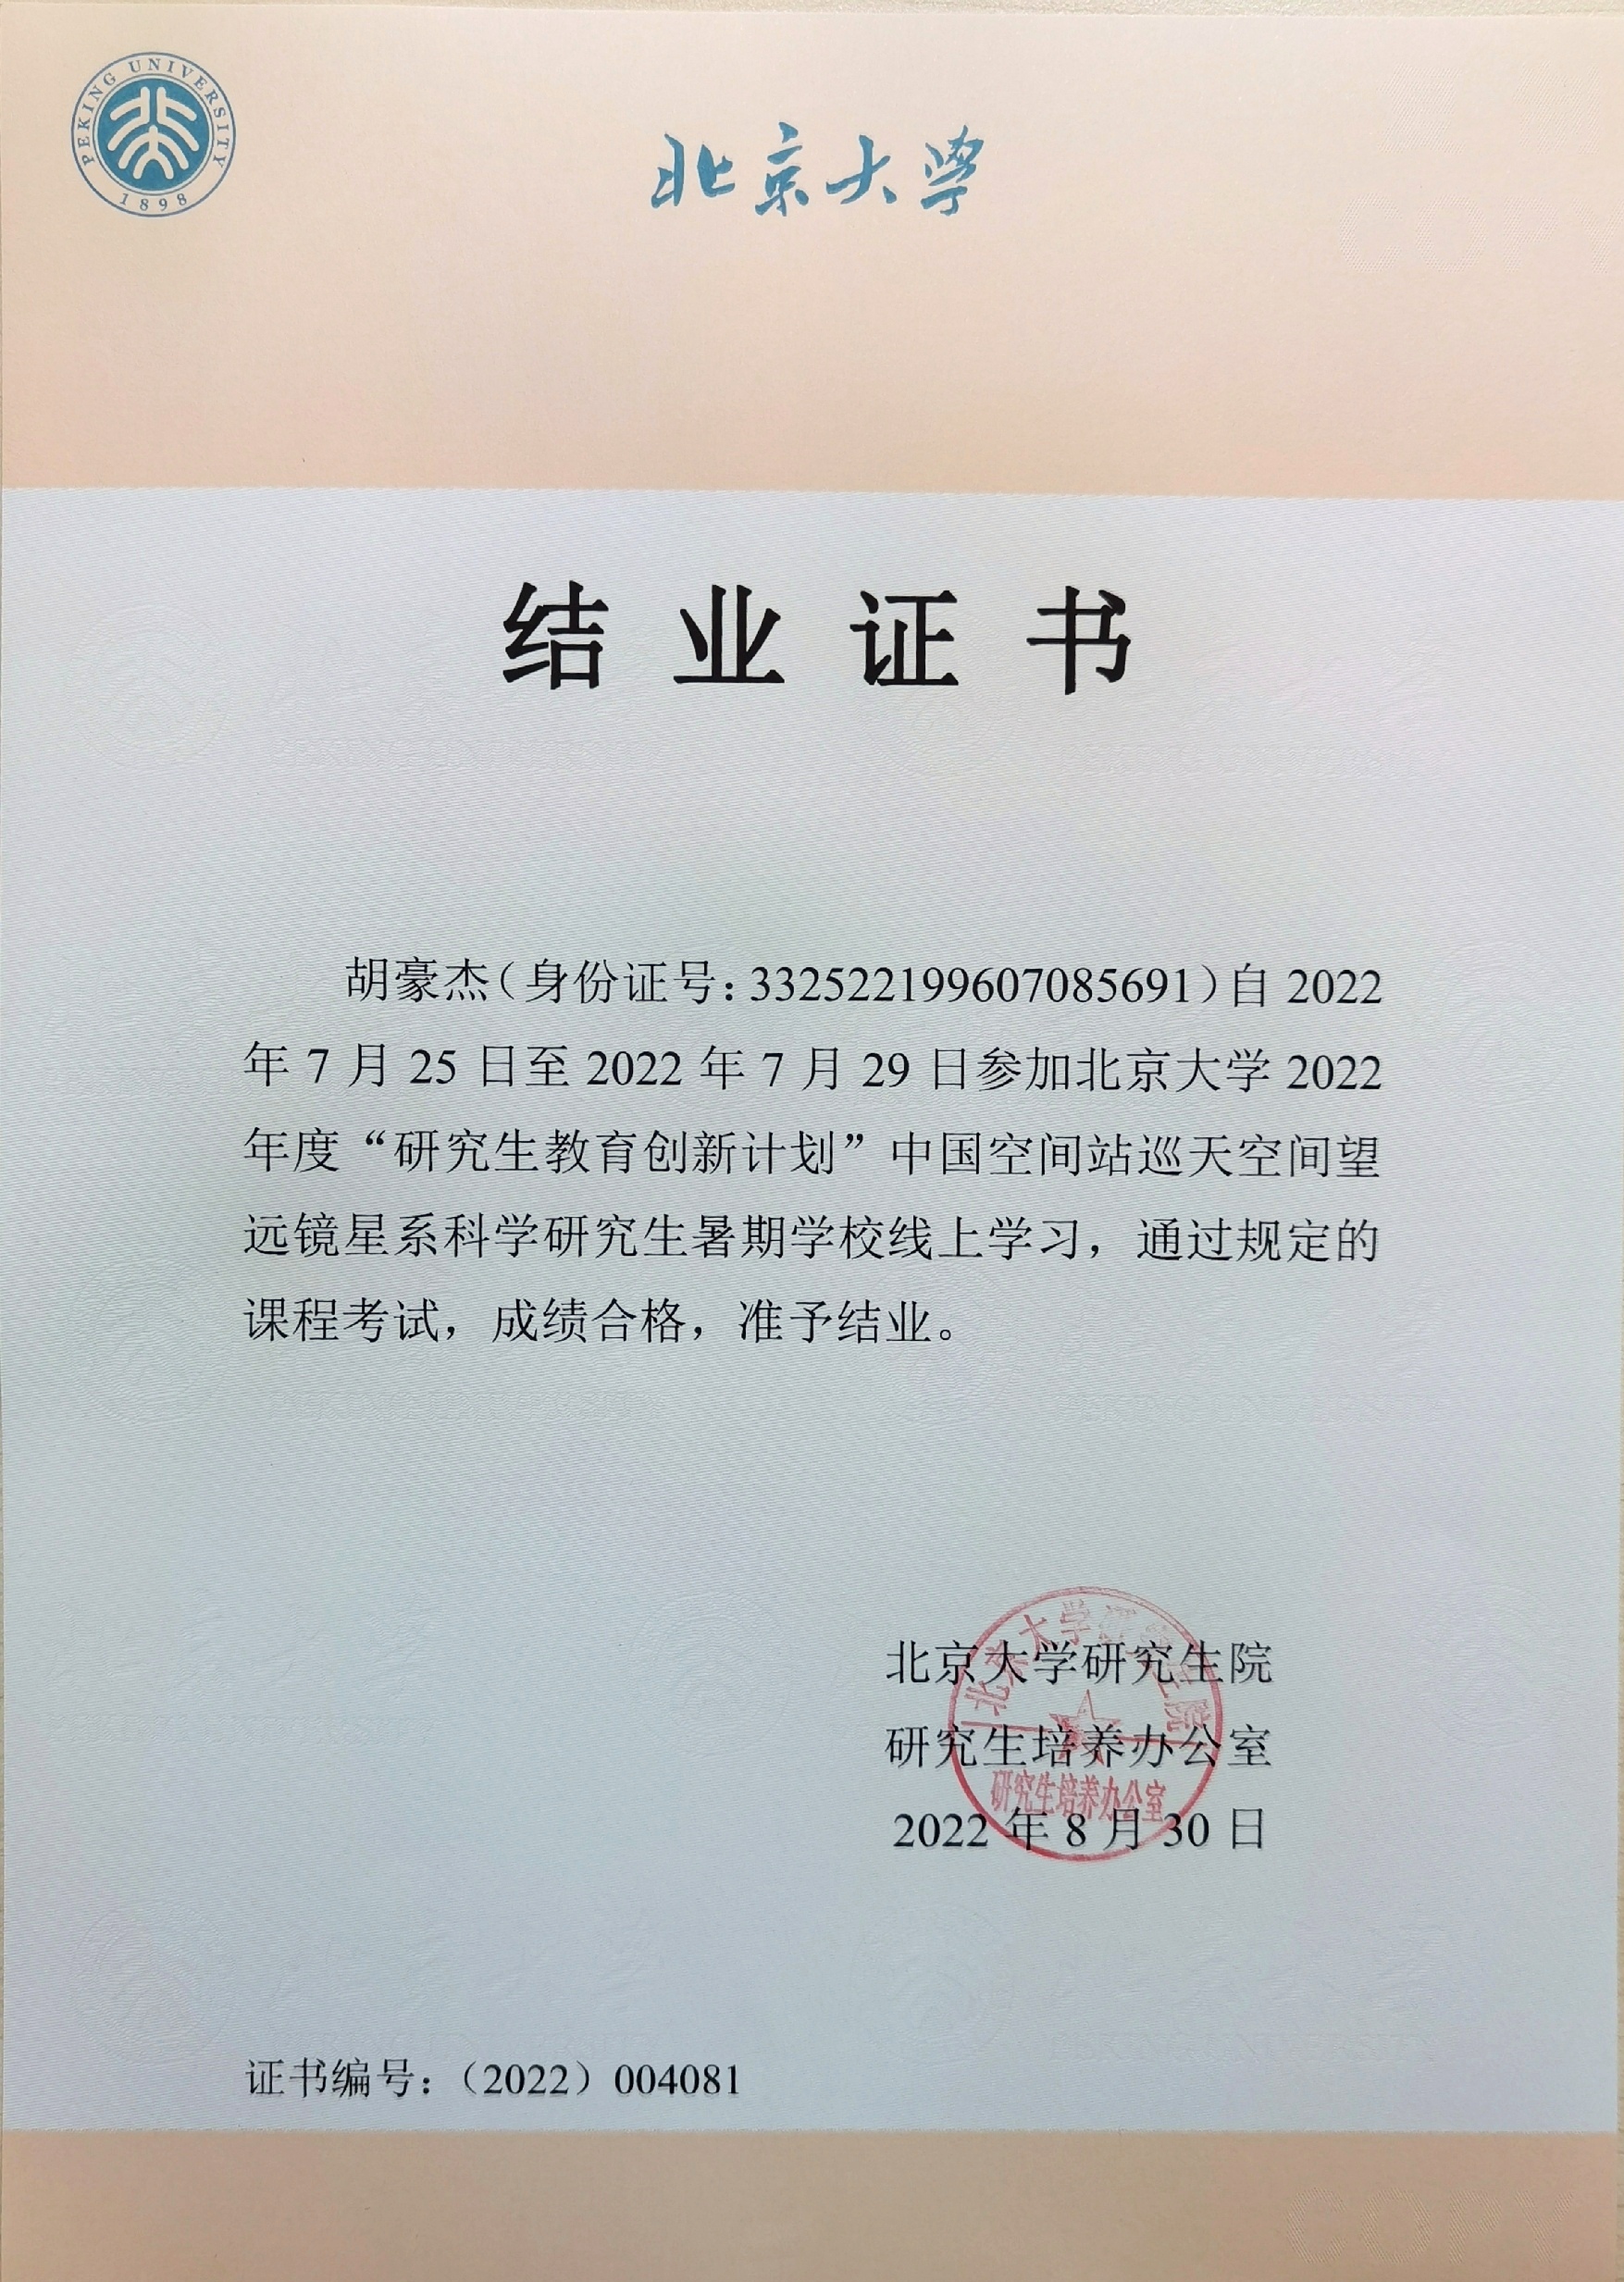 PEKING UNIVERSITY
1898
北京大学
结业证书
胡豪杰（身份证号：332522199607085691）自 2022
年 7 月 25 日至 2022 年 7 月 29 日参加北京大学 2022
年度“研究生教育创新计划”中国空间站巡天空间望
远镜星系科学研究生暑期学校线上学习，通过规定的
课程考试，成绩合格，准予结业。
北京大学研究生院
研究生培养办公室
2022 年 8 月 30 日
北京大学研究生院
研究生培养办公室
证书编号：（2022）004081
COPY